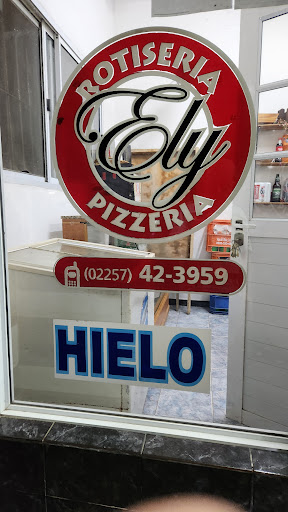 ROTISERIA
Ely
PIZZERIA
(02257) 42-3959
HIELO